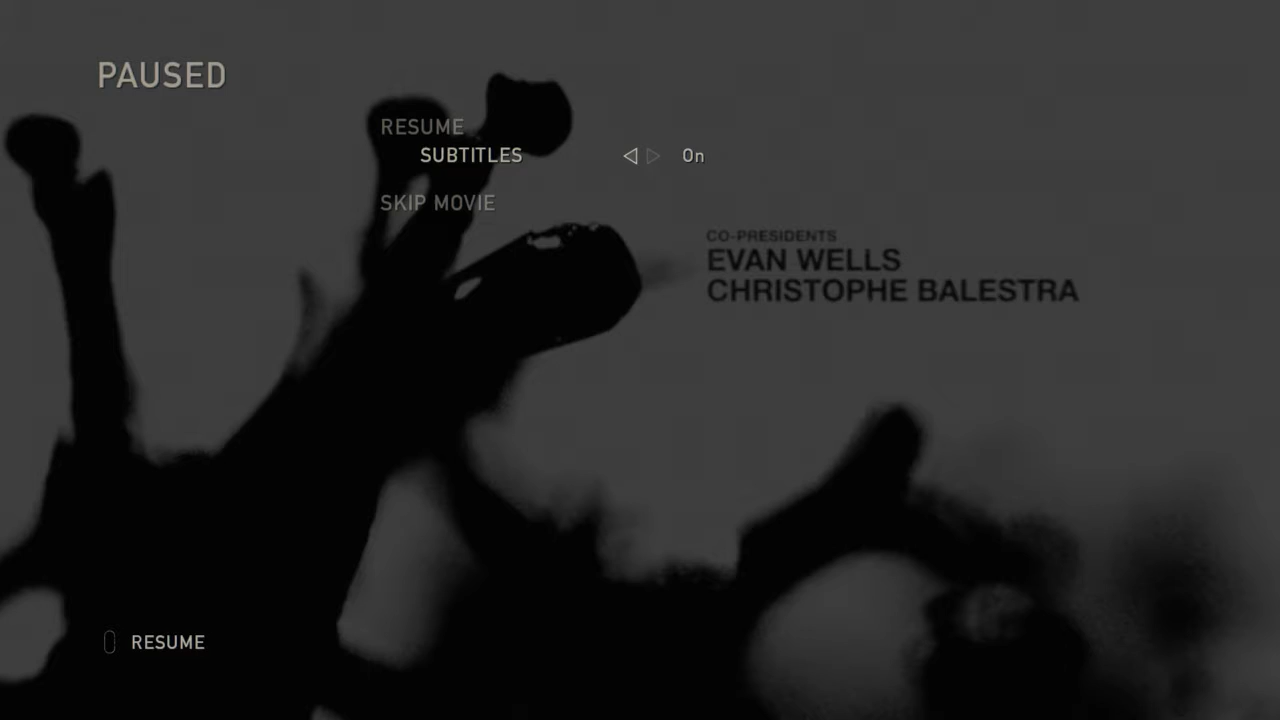 PAUSED
RESUME
SUBTITLES On
SKIP MOVIE
CO-PRESIDENTS
EVAN WELLS
CHRISTOPHE BALESTRA
RESUME